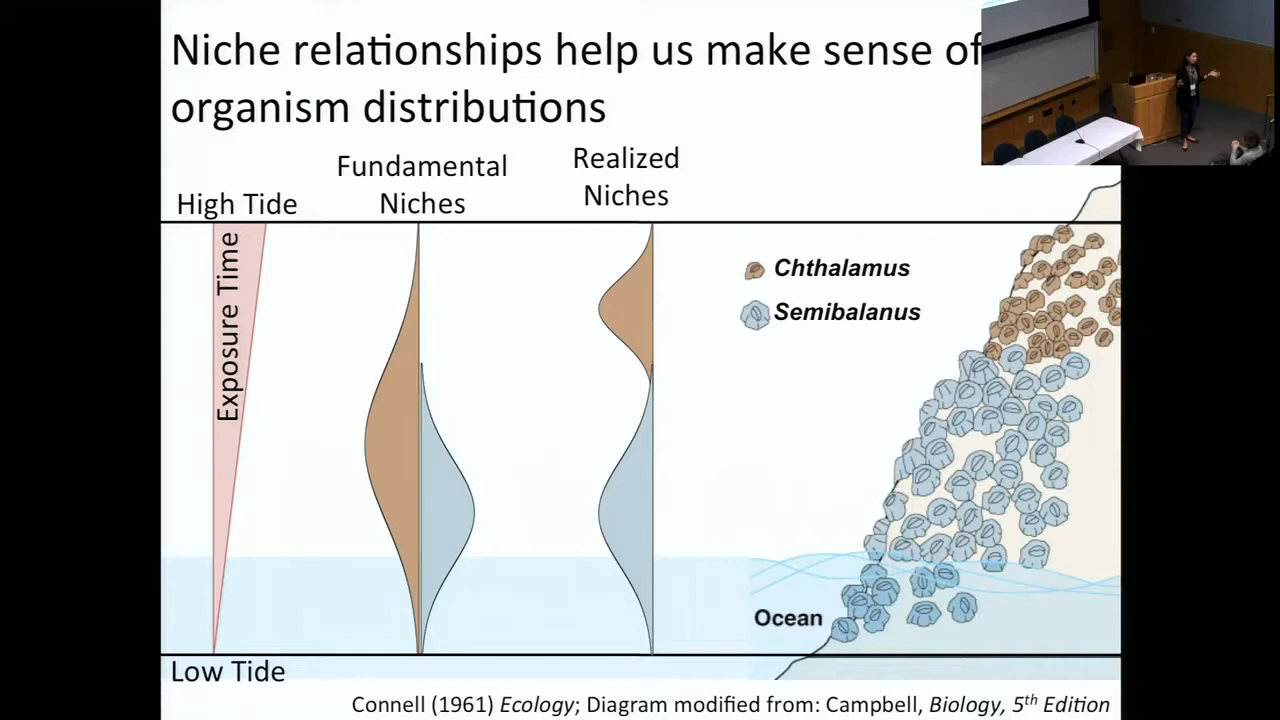 Niche relationships help us make sense of
organism distributions
Fundamental
Niches
Realized
Niches
High Tide
Exposure Time
Chthalamus
Semibalanus
Ocean
Low Tide
Connell (1961) Ecology; Diagram modified from: Campbell, Biology, 5th Edition